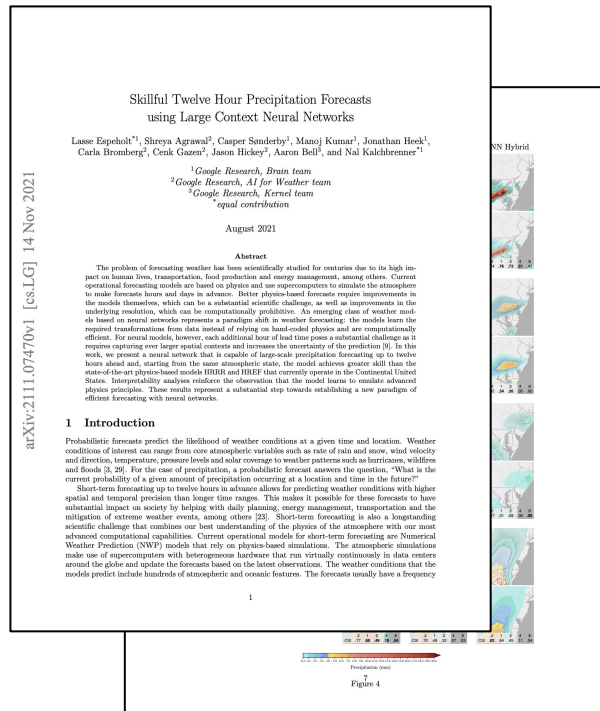 Skillful Twelve Hour Precipitation Forecasts
using Large Context Neural Networks
Lasse Espeholt*1, Shreya Agrawal2, Casper Sønderby1, Manoj Kumar1, Jonathan Heek1,
Carla Bromberg2, Cenk Gazen2, Jason Hickey2, Aaron Bell3, and Nal Kalchbrenner*1
1Google Research, Brain team
2Google Research, AI for Weather team
3Google Research, Kernel team
*equal contribution
August 2021
arXiv:2111.07470v1 [cs.LG] 14 Nov 2021
Abstract
The problem of forecasting weather has been scientifically studied for centuries due to its high im-
pact on human lives, transportation, food production and energy management, among others. Current
operational forecasting models are based on physics and use supercomputers to simulate the atmosphere
to make forecasts hours and days in advance. Better physics-based forecasts require improvements in
the models themselves, which can be a substantial scientific challenge, as well as improvements in the
underlying resolution, which can be computationally prohibitive. An emerging class of weather mod-
els based on neural networks represents a paradigm shift in weather forecasting: the models learn the
required transformations from data instead of relying on hand-coded physics and are computationally
efficient. For neural models, however, each additional hour of lead time poses a substantial challenge as it
requires capturing ever larger spatial contexts and increases the uncertainty of the prediction [9]. In this
work, we present a neural network that is capable of large-scale precipitation forecasting up to twelve
hours ahead and, starting from the same atmospheric state, the model achieves greater skill than the
state-of-the-art physics-based models HRRR and HREF that currently operate in the Continental United
States. Interpretability analyses reinforce the observation that the model learns to emulate advanced
physics principles. These results represent a substantial step towards establishing a new paradigm of
efficient forecasting with neural networks.
1 Introduction
Probabilistic forecasts predict the likelihood of weather conditions at a given time and location. Weather
conditions of interest can range from core atmospheric variables such as rate of rain and snow, wind velocity
and direction, temperature, pressure levels and solar coverage to weather patterns such as hurricanes, wildfires
and floods [3, 29]. For the case of precipitation, a probabilistic forecast answers the question, “What is the
current probability of a given amount of precipitation occurring at a location and time in the future?”
Short-term forecasting up to twelve hours in advance allows for predicting weather conditions with higher
spatial and temporal precision than longer time ranges. This makes it possible for these forecasts to have
substantial impact on society by helping with daily planning, energy management, transportation and the
mitigation of extreme weather events, among others [23]. Short-term forecasting is also a longstanding
scientific challenge that combines our best understanding of the physics of the atmosphere with our most
advanced computational capabilities. Current operational models for short-term forecasting are Numerical
Weather Prediction (NWP) models that rely on physics-based simulations. The atmospheric simulations
make use of supercomputers with heterogeneous hardware that run virtually continuously in data centers
around the globe and update the forecasts based on the latest observations. The weather conditions that the
models predict include hundreds of atmospheric and oceanic features. The forecasts usually have a frequency
1
NN Hybrid
Precipitation (mm)
7
Figure 4